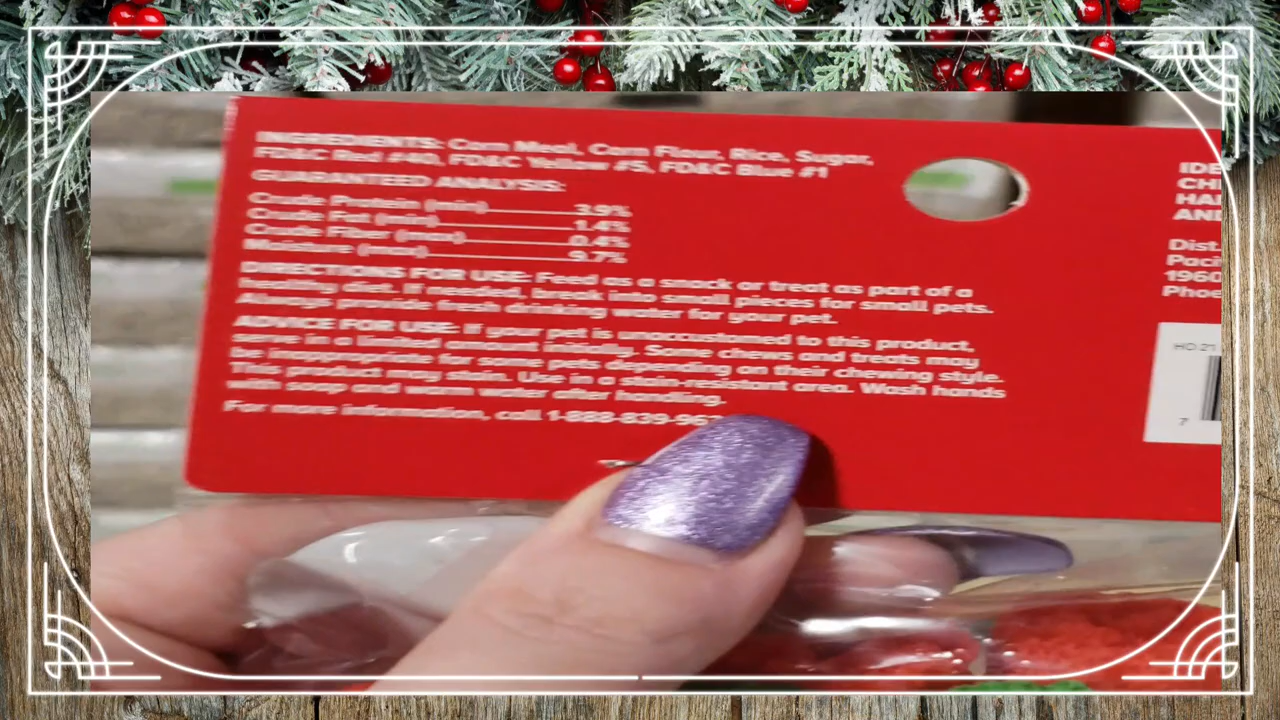 INGREDIENTS: Corn Meal, Corn Flour, Rice, Sugar,
FD&C Red #40, FD&C Yellow #5, FD&C Blue #1
GUARANTEED ANALYSIS:
Crude Protein (min) 3.9%
Crude Fat (min) 1.4%
Crude Fiber (max) 0.4%
Moisture (max) 9.7%
DIRECTIONS FOR USE: Feed as a snack or treat as part of a
healthy diet. If needed, break into small pieces for small pets.
Always provide fresh drinking water for your pet.
ADVICE FOR USE: If your pet is unaccustomed to this product,
serve in a limited amount initially. Some chews and treats may
be inappropriate for some pets depending on their chewing style.
This product may stain. Use in a stain-resistant area. Wash hands
with soap and warm water after handling.
For more information, call 1-888-839-96
IDE
CH
HA
AN
Dist.
Paci
1960
Phoe
HO 21
7